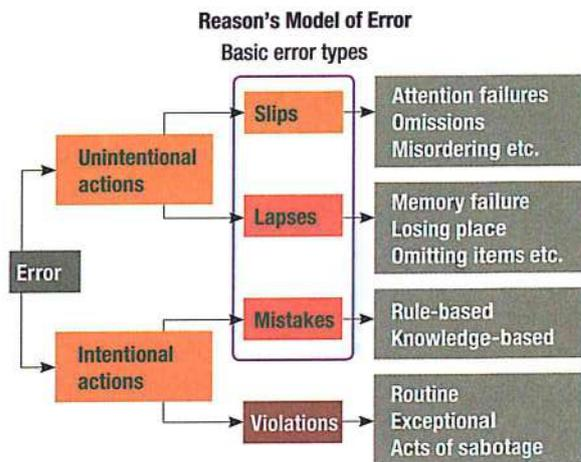 Reason's Model of Error
Basic error types
Error
Unintentional
actions
Intentional
actions
Slips
Lapses
Mistakes
Violations
Attention failures
Omissions
Misordering etc.
Memory failure
Losing place
Omitting items etc.
Rule-based
Knowledge-based
Routine
Exceptional
Acts of sabotage